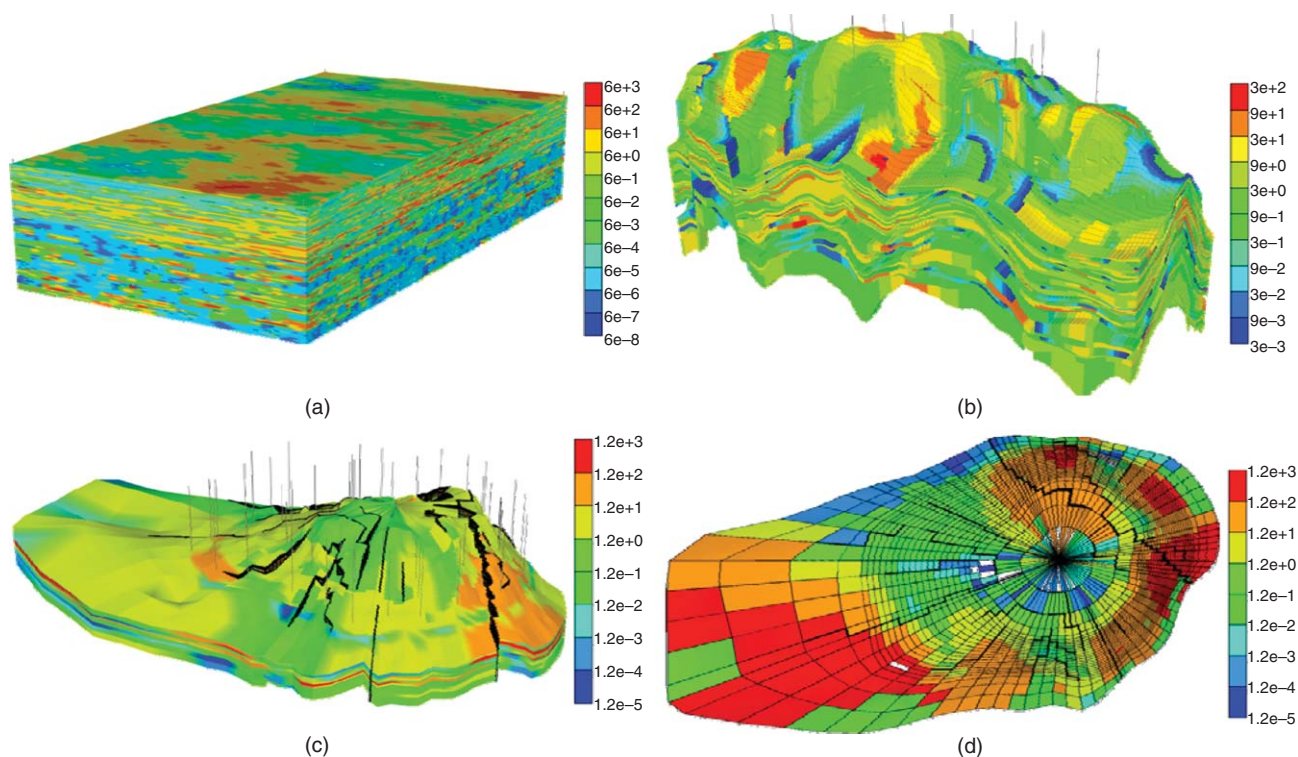 6e+3
6e+2
6e+1
6e+0
6e–1
6e–2
6e–3
6e–4
6e–5
6e–6
6e–7
6e–8
(a)
3e+2
9e+1
3e+1
9e+0
3e+0
9e–1
3e–1
9e–2
3e–2
9e–3
3e–3
(b)
1.2e+3
1.2e+2
1.2e+1
1.2e+0
1.2e–1
1.2e–2
1.2e–3
1.2e–4
1.2e–5
(c)
1.2e+3
1.2e+2
1.2e+1
1.2e+0
1.2e–1
1.2e–2
1.2e–3
1.2e–4
1.2e–5
(d)